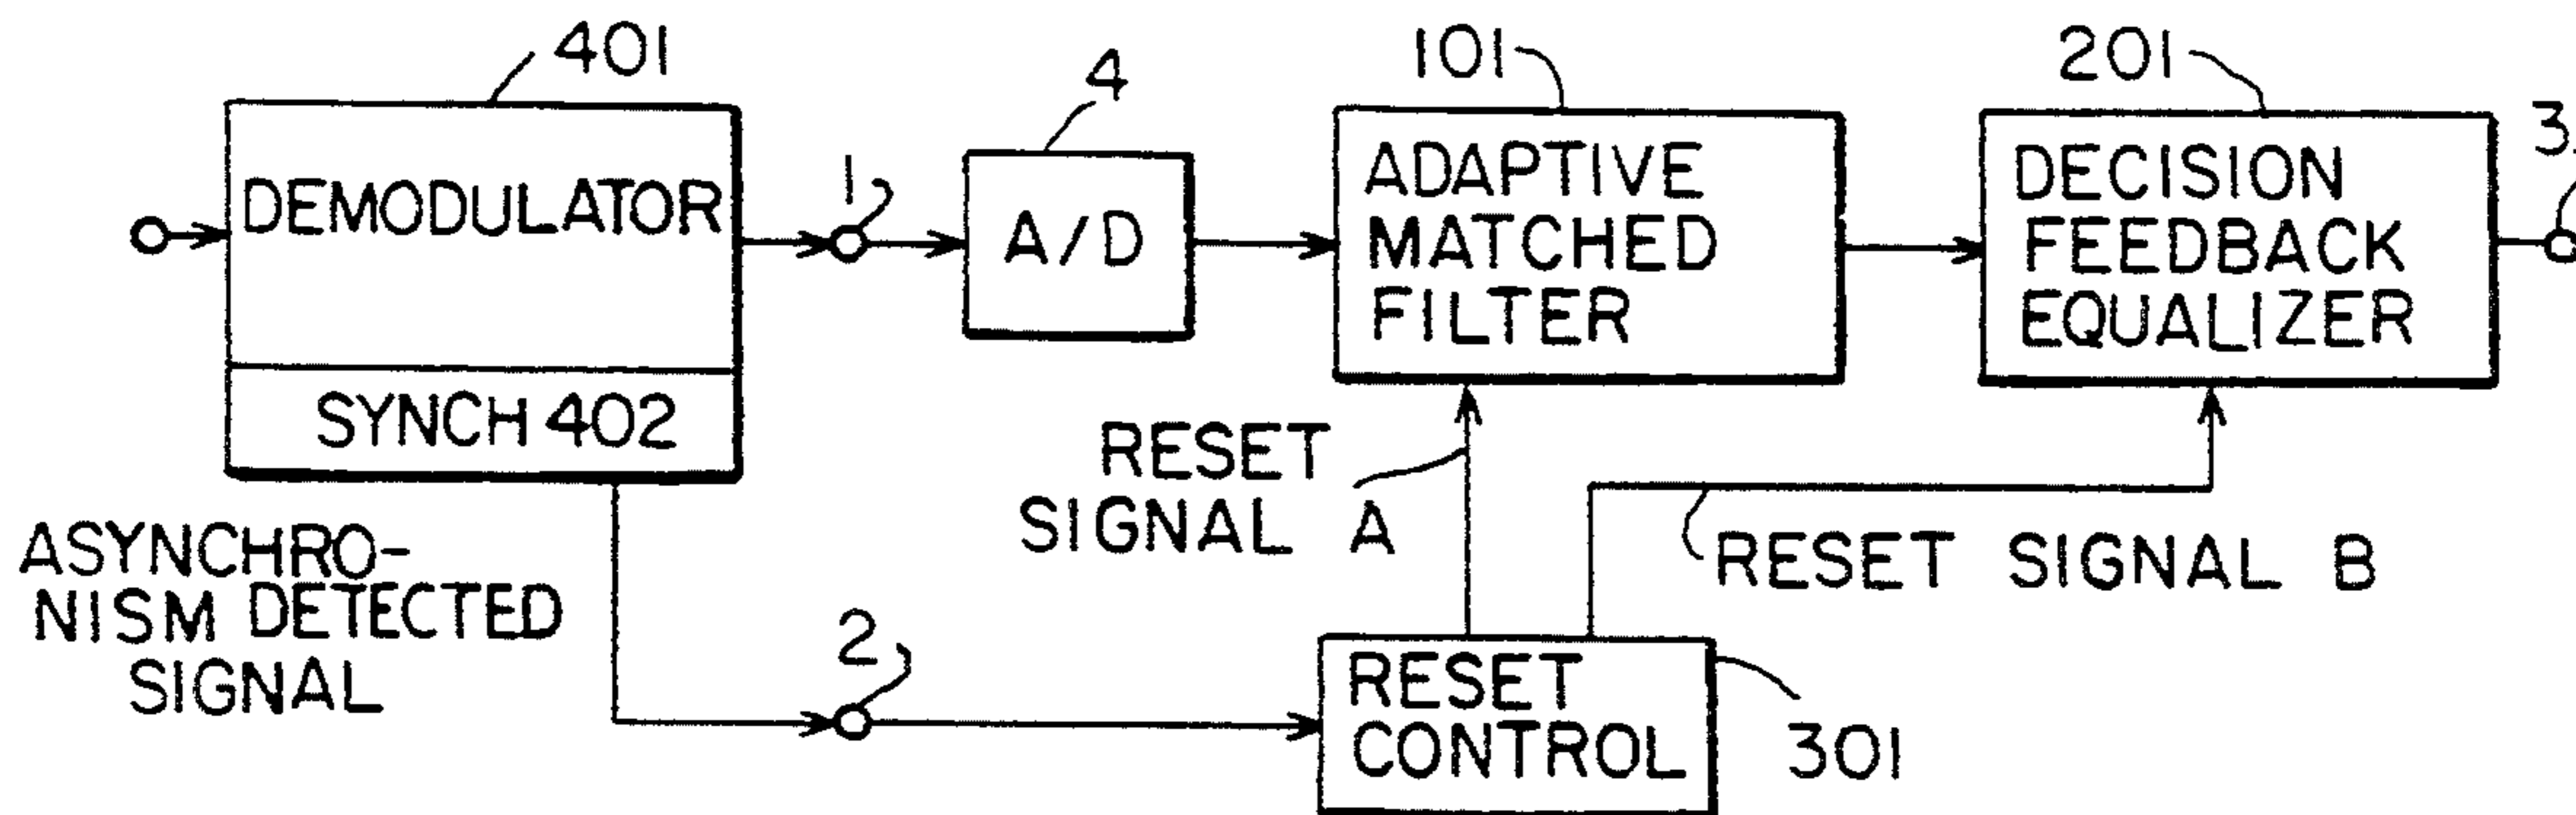 401
4
101
201
3
DEMODULATOR
1
A/D
ADAPTIVE
MATCHED
FILTER
DECISION
FEEDBACK
EQUALIZER
SYNCH 402
RESET
SIGNAL A
RESET SIGNAL B
ASYNCHRO-
NISM DETECTED
SIGNAL
2
RESET
CONTROL
301